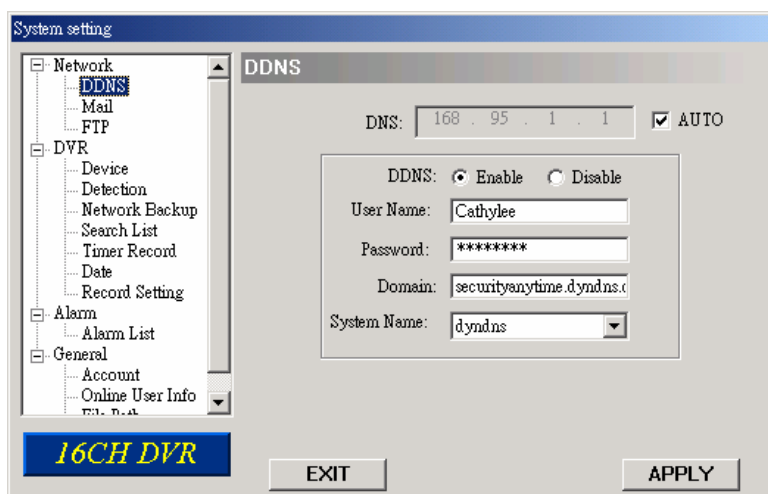 System setting
Network
DDNS
Mail
FTP
DVR
Device
Detection
Network Backup
Search List
Timer Record
Date
Record Setting
Alarm
Alarm List
General
Account
Online User Info
File Path
16CH DVR
DDNS
DNS: 168 . 95 . 1 . 1 AUTO
DDNS: Enable Disable
User Name: Cathylee
Password: ********
Domain: securityanytime.dyndns.
System Name: dyndns
EXIT APPLY